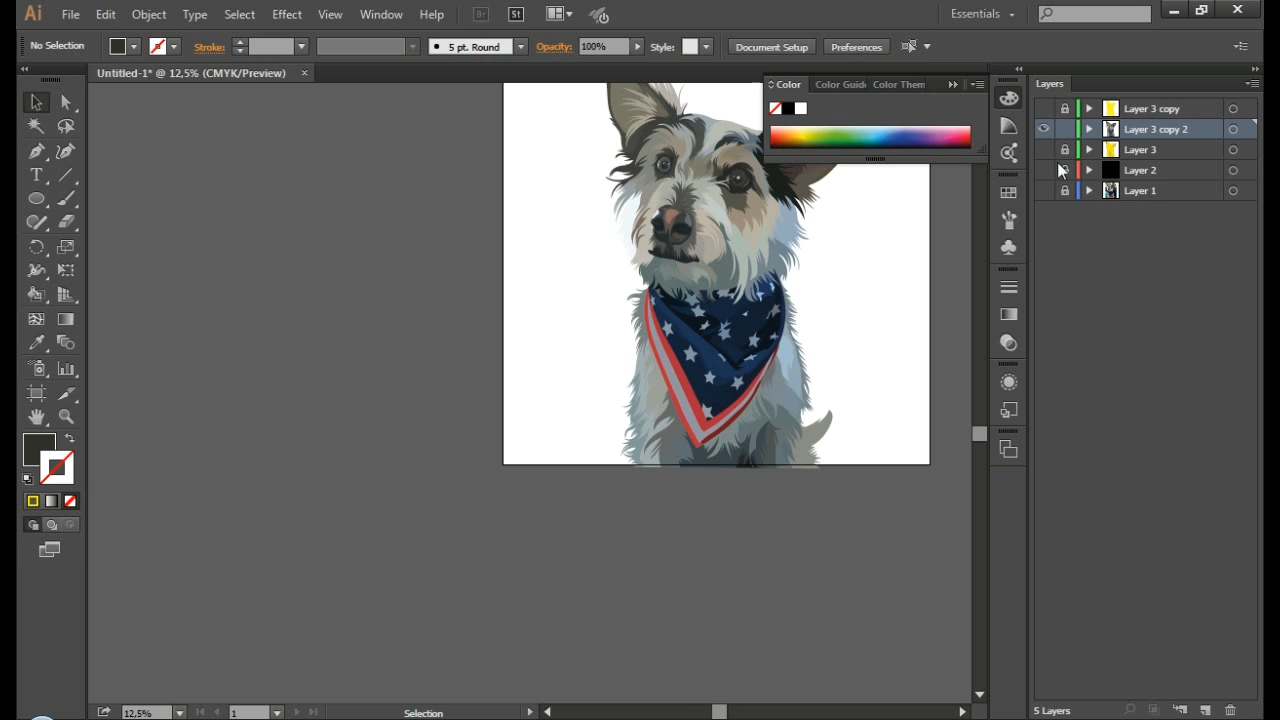 Ai File Edit Object Type Select Effect View Window Help Br St Essentials
No Selection Stroke: 5 pt. Round Opacity: 100% Style: Document Setup Preferences
Untitled-1* @ 12,5% (CMYK/Preview)
Color Color Guid Color Them
Layers
Layer 3 copy
Layer 3 copy 2
Layer 3
Layer 2
Layer 1
12,5% 1 Selection 5 Layers